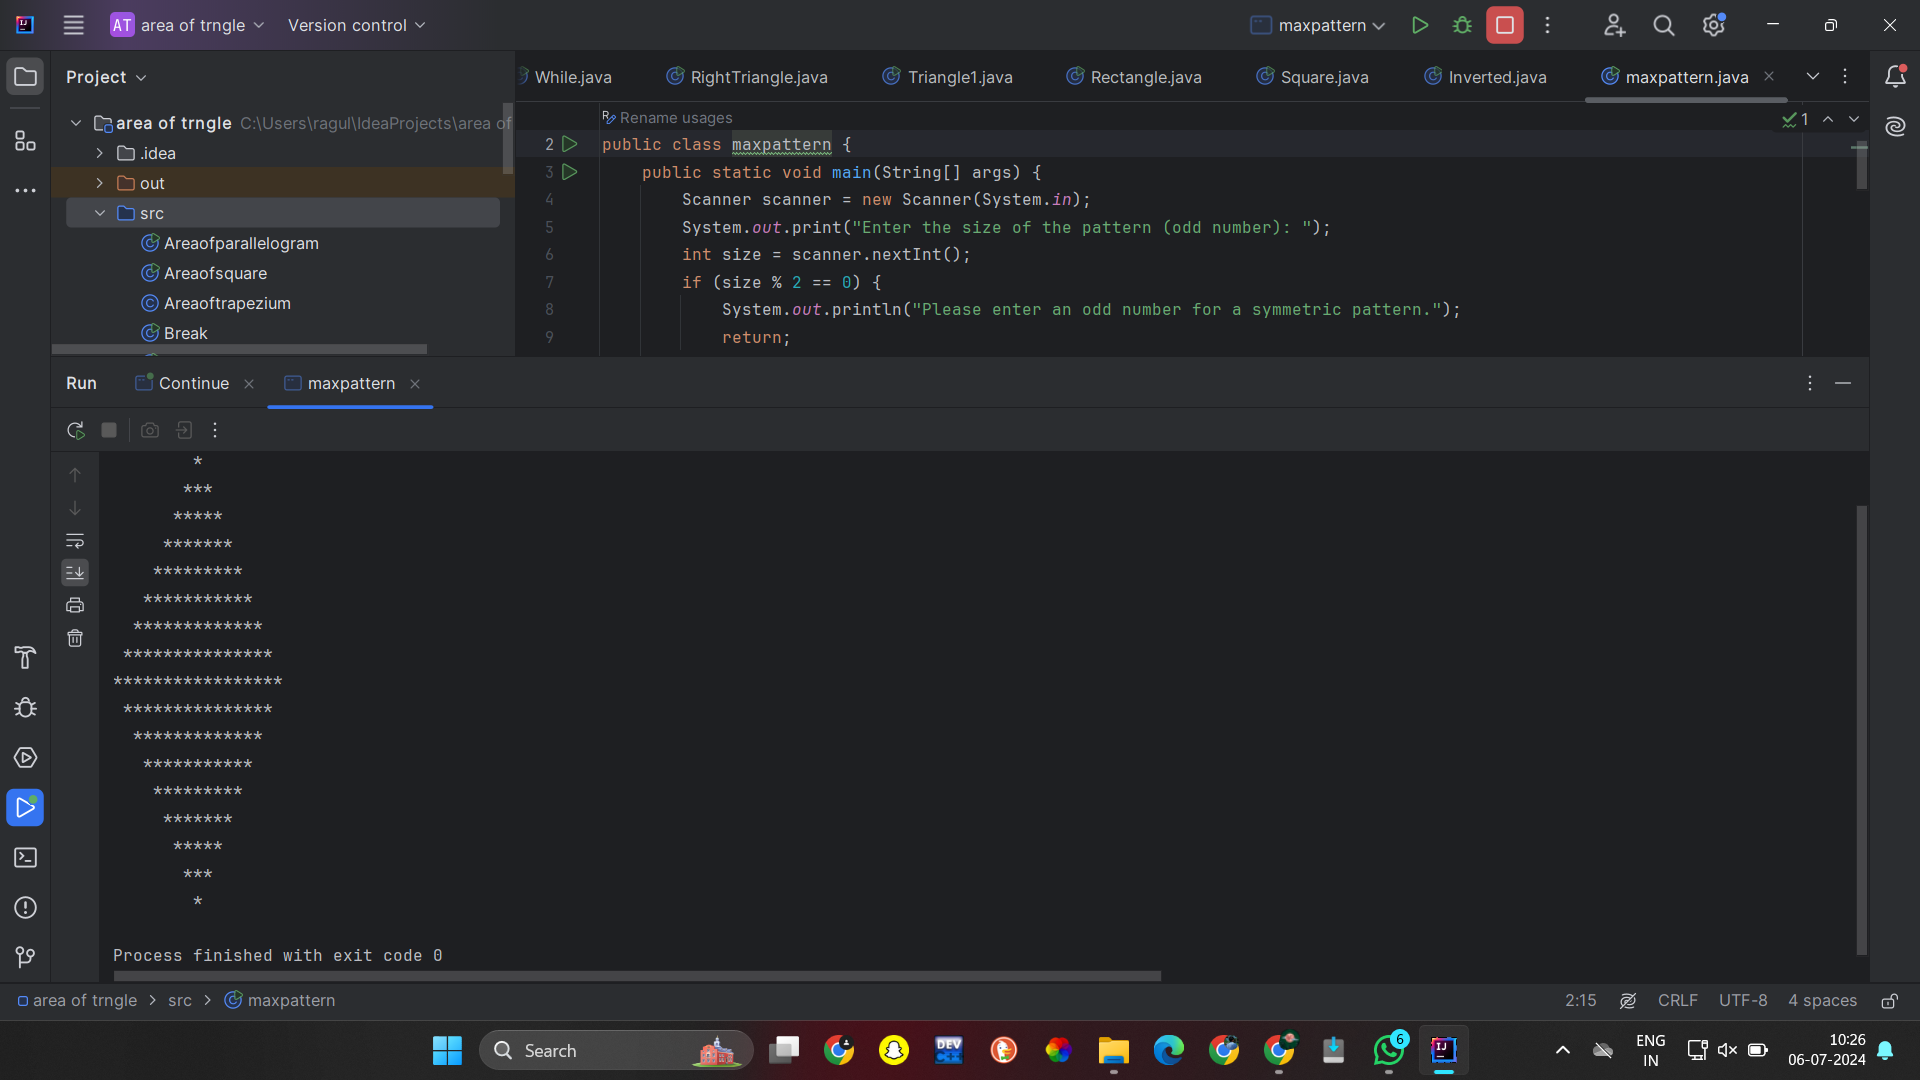 AT area of trngle Version control maxpattern
Project
While.java RightTriangle.java Triangle1.java Rectangle.java Square.java Inverted.java maxpattern.java
area of trngle C:\Users\ragul\IdeaProjects\area of
.idea
out
src
Areaofparallelogram
Areaofsquare
Areaoftrapezium
Break
Rename usages
1
2 public class maxpattern {
3 public static void main(String[] args) {
4 Scanner scanner = new Scanner(System.in);
5 System.out.print("Enter the size of the pattern (odd number): ");
6 int size = scanner.nextInt();
7 if (size % 2 == 0) {
8 System.out.println("Please enter an odd number for a symmetric pattern.");
9 return;
Run Continue maxpattern
*
***
*****
*******
*********
***********
*************
***************
*****************
***************
*************
***********
*********
*******
*****
***
*
Process finished with exit code 0
area of trngle > src > maxpattern
2:15 CRLF UTF-8 4 spaces
Search
DEV
6
IJ
ENG
IN
10:26
06-07-2024